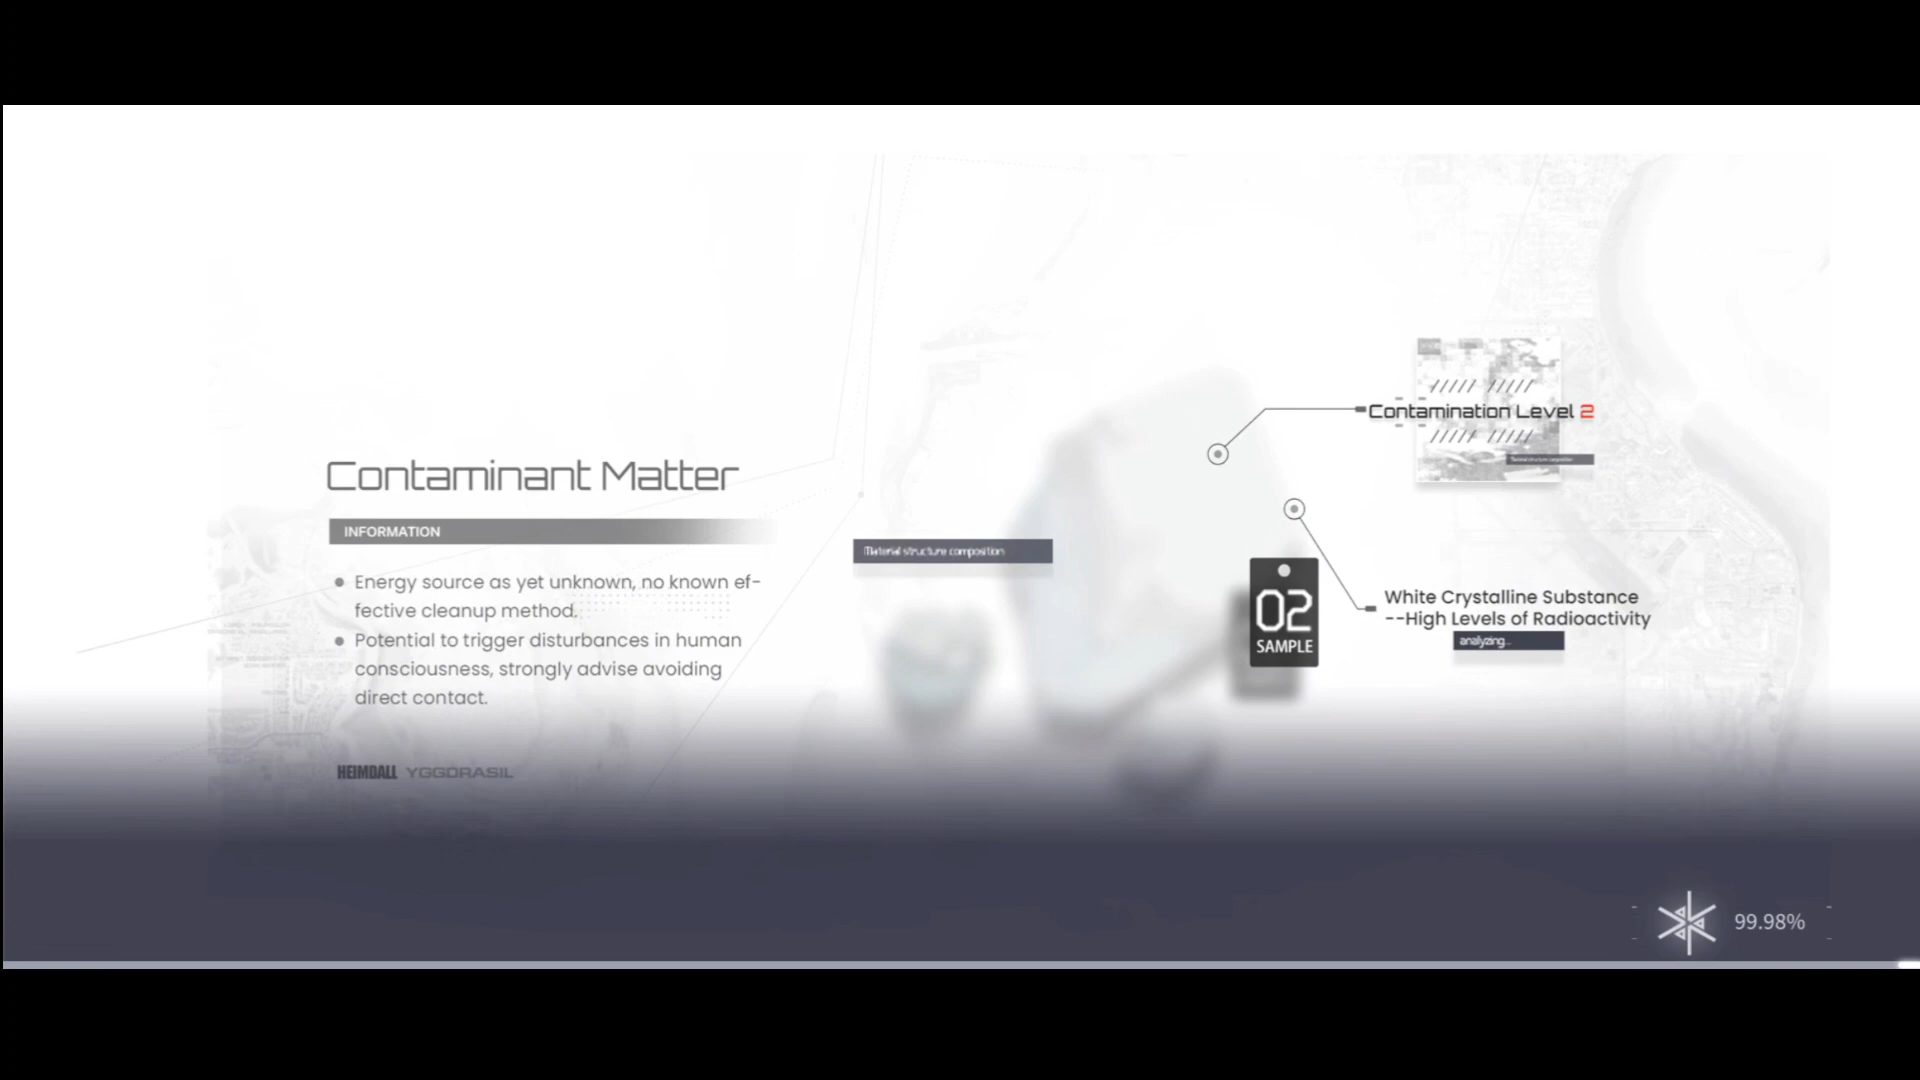 Contamination Level 2
Contaminant Matter
INFORMATION
Material structure composition
Energy source as yet unknown, no known ef-
fective cleanup method.
Potential to trigger disturbances in human
consciousness, strongly advise avoiding
direct contact.
02
SAMPLE
White Crystalline Substance
--High Levels of Radioactivity
analyzing...
HEIMDALL YGGDRASIL
99.98%